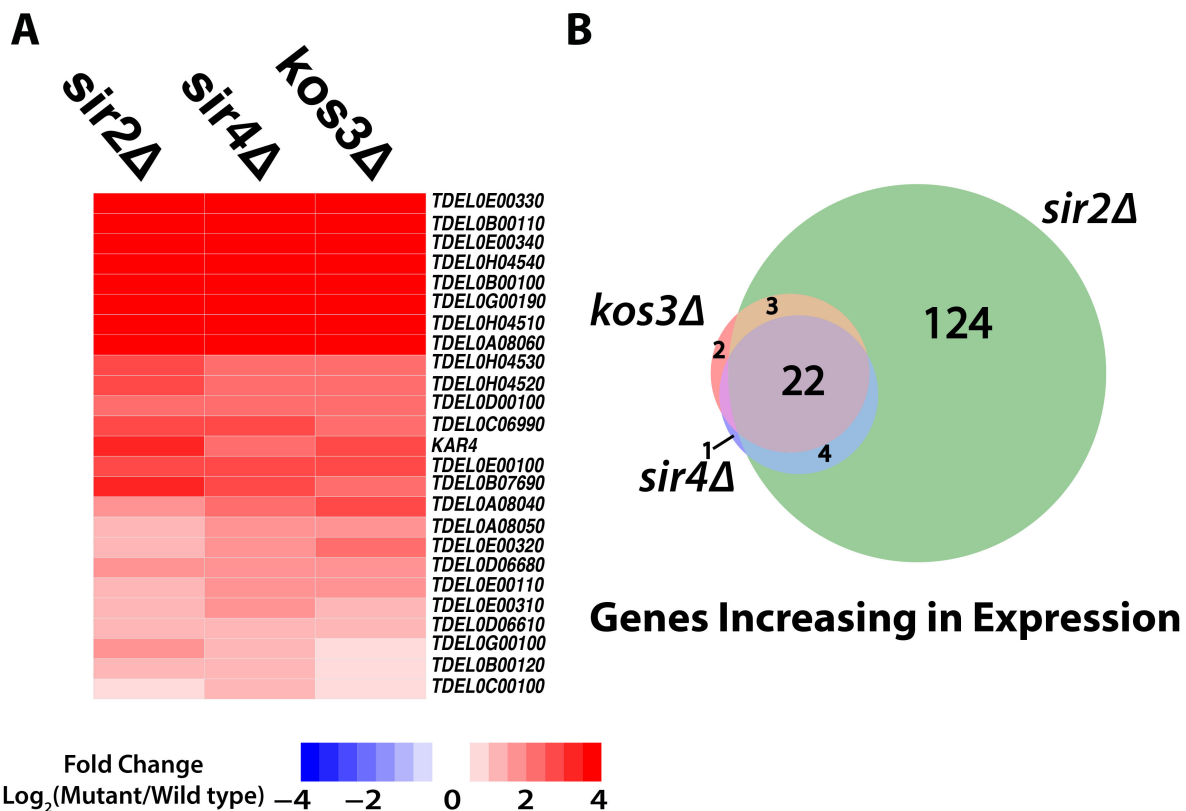 A
sir2Δ
sir4Δ
kos3Δ
TDEL0E00330
TDEL0B00110
TDEL0E00340
TDEL0H04540
TDEL0B00100
TDEL0G00190
TDEL0H04510
TDEL0A08060
TDEL0H04530
TDEL0H04520
TDEL0D00100
TDEL0C06990
KAR4
TDEL0E00100
TDEL0B07690
TDEL0A08040
TDEL0A08050
TDEL0E00320
TDEL0D06680
TDEL0E00110
TDEL0E00310
TDEL0D06610
TDEL0G00100
TDEL0B00120
TDEL0C00100
Fold Change
Log₂(Mutant/Wild type)
−4 −2 0 2 4
B
sir2Δ
kos3Δ
3
124
2
22
1
4
sir4Δ
Genes Increasing in Expression